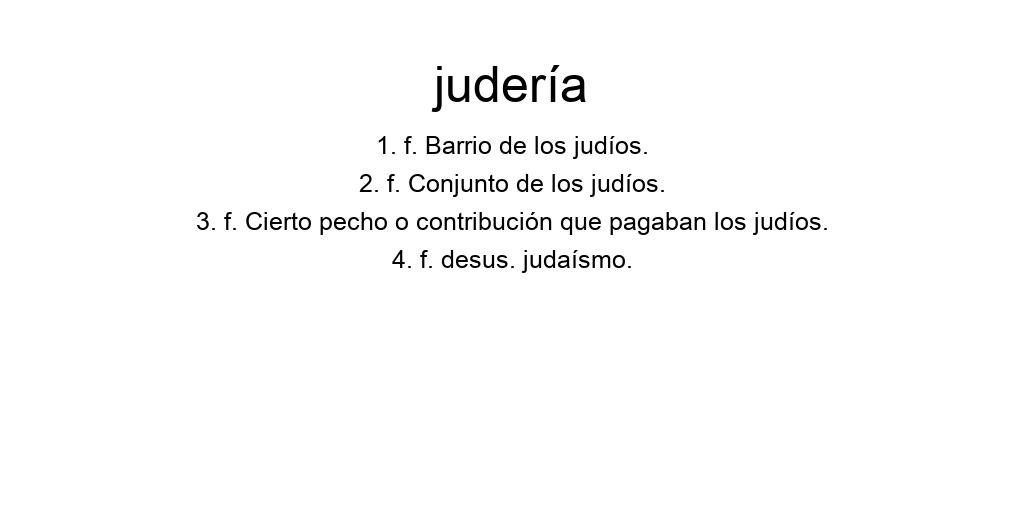 judería
1. f. Barrio de los judíos.
2. f. Conjunto de los judíos.
3. f. Cierto pecho o contribución que pagaban los judíos.
4. f. desus. judaísmo.